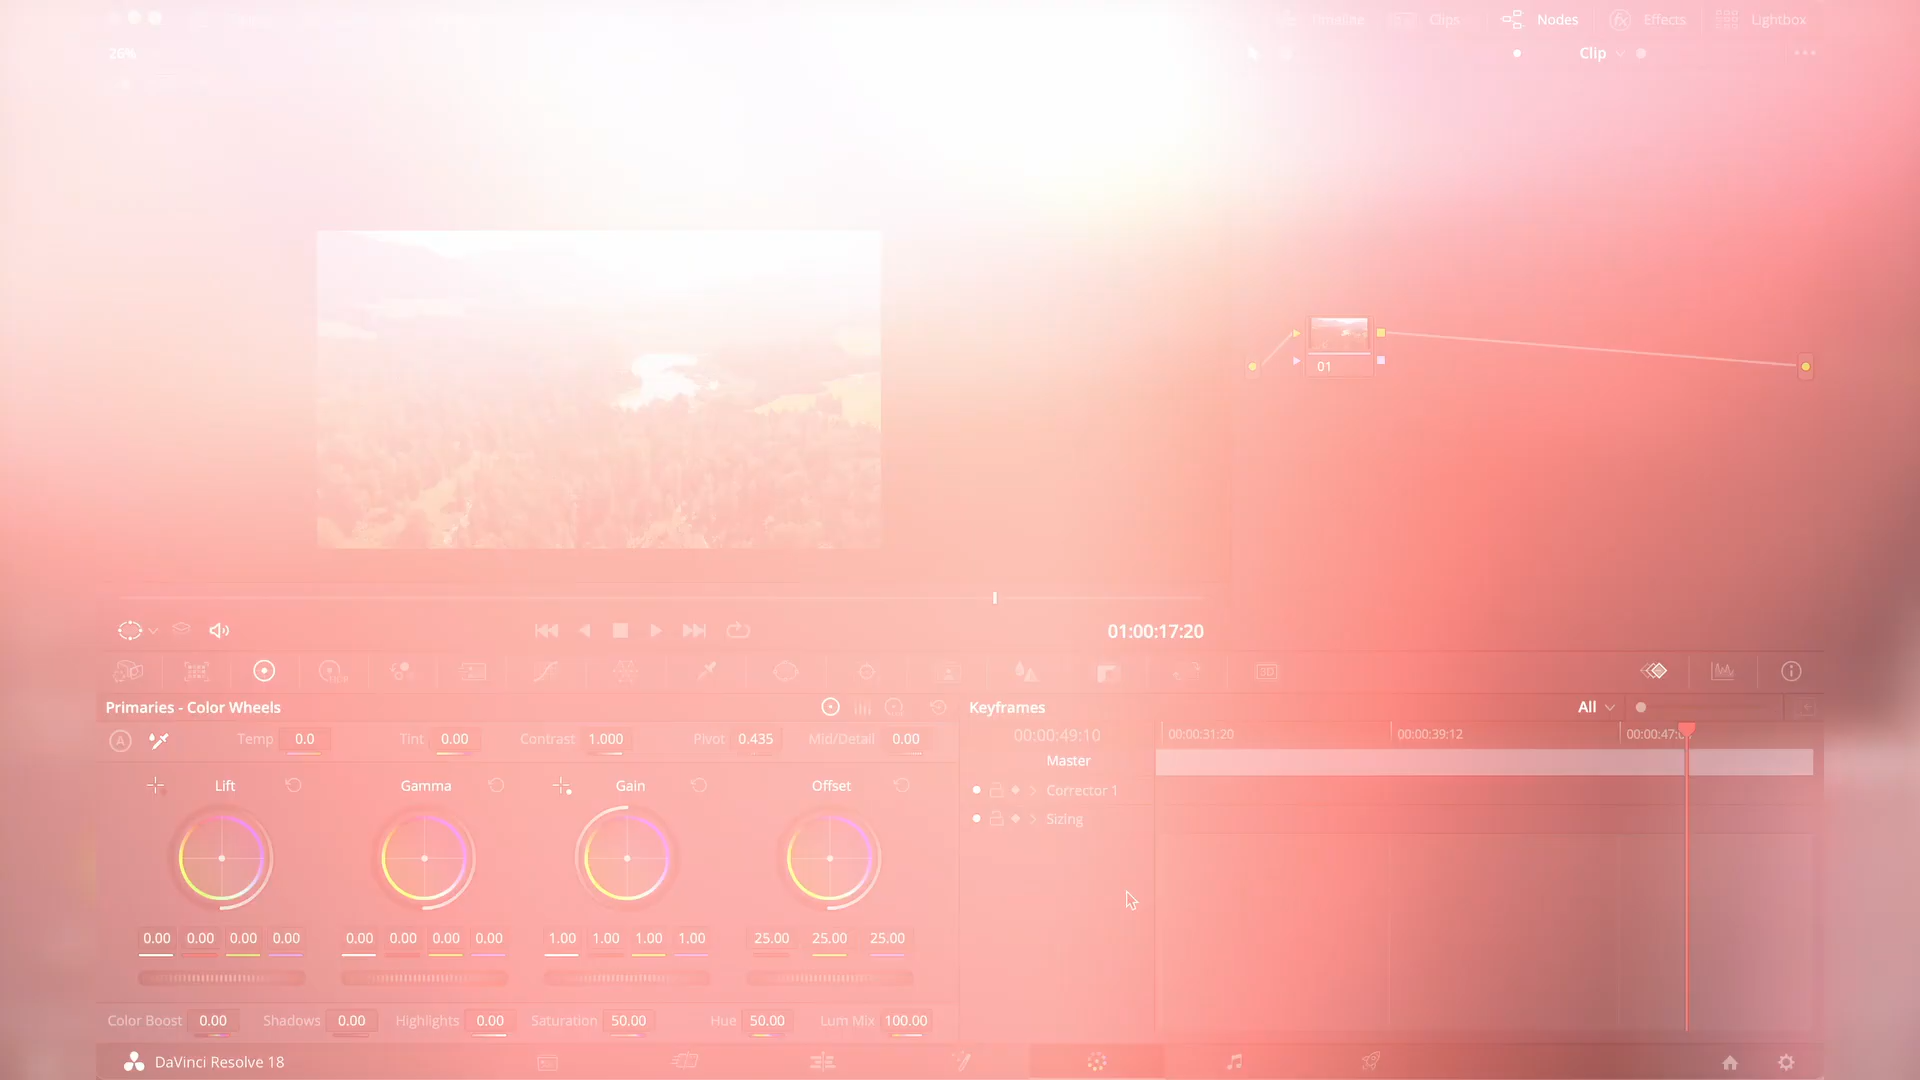 Timeline Clips Nodes Effects Lightbox
26%
Clip
01
01:00:17:20
HDR
3D
Primaries - Color Wheels
Keyframes
All
A
Temp 0.0 Tint 0.00 Contrast 1.000 Pivot 0.435 Mid/Detail 0.00
00:00:49:10
00:00:31:20 00:00:39:12
Master
Lift Gamma Gain Offset
Corrector 1
Sizing
0.00 0.00 0.00 0.00 0.00 0.00 0.00 0.00 1.00 1.00 1.00 1.00 25.00 25.00 25.00
Color Boost 0.00 Shadows 0.00 Highlights 0.00 Saturation 50.00 Hue 50.00 Lum Mix 100.00
DaVinci Resolve 18